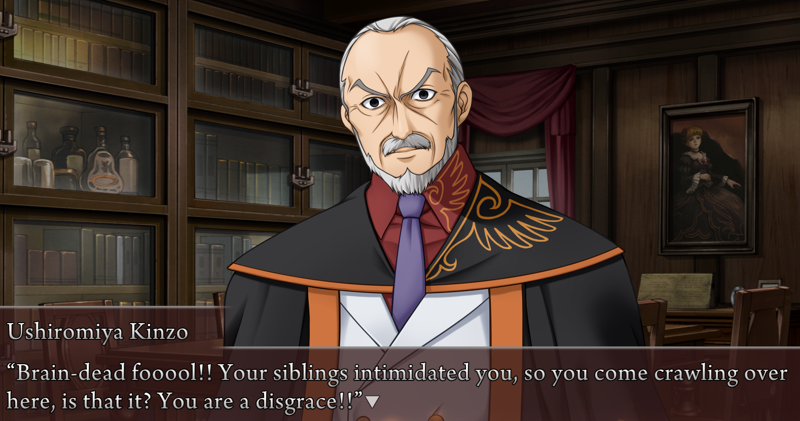 Ushiromiya Kinzo
“Brain-dead fooool!! Your siblings intimidated you, so you come crawling over
here, is that it? You are a disgrace!!”